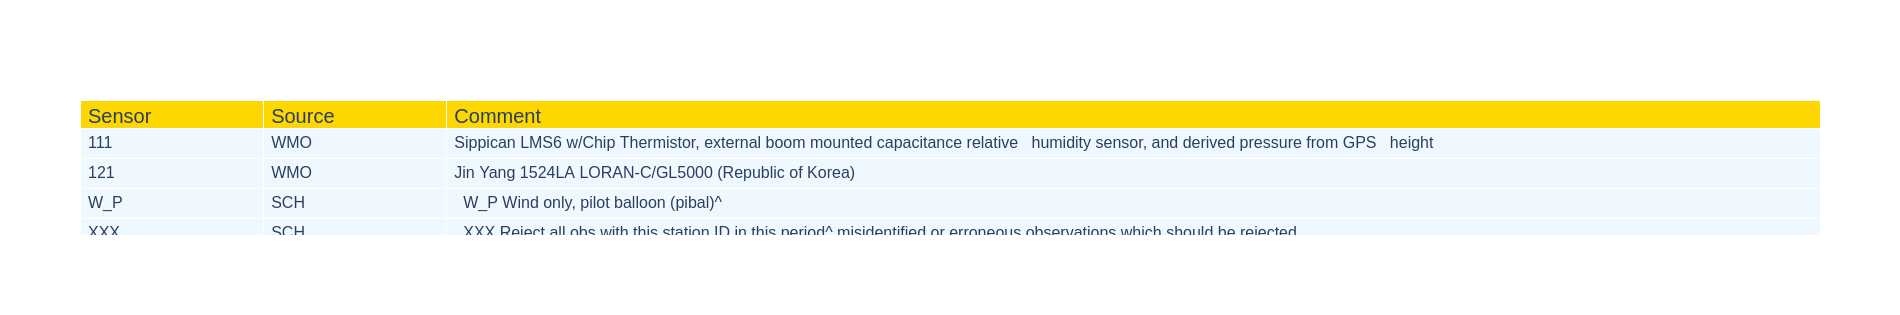 Sensor Source Comment
111 WMO Sippican LMS6 w/Chip Thermistor, external boom mounted capacitance relative   humidity sensor, and derived pressure from GPS   height
121 WMO Jin Yang 1524LA LORAN-C/GL5000 (Republic of Korea)
W_P SCH W_P Wind only, pilot balloon (pibal)^
XXX SCH XXX Reject all obs with this station ID in this period^ misidentified or erroneous observations which should be rejected